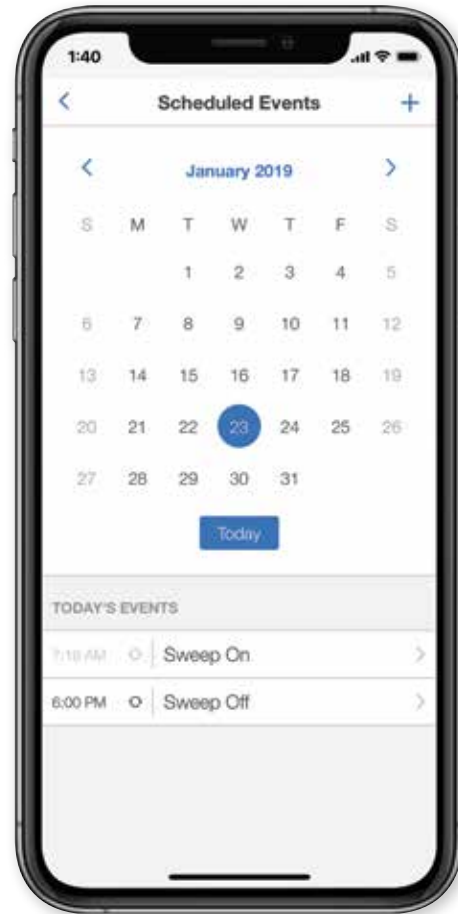 1:40
Scheduled Events
January 2019
S M T W T F S
1 2 3 4 5
6 7 8 9 10 11 12
13 14 15 16 17 18 19
20 21 22 23 24 25 26
27 28 29 30 31
Today
TODAY'S EVENTS
Sweep On
6:00 PM Sweep Off